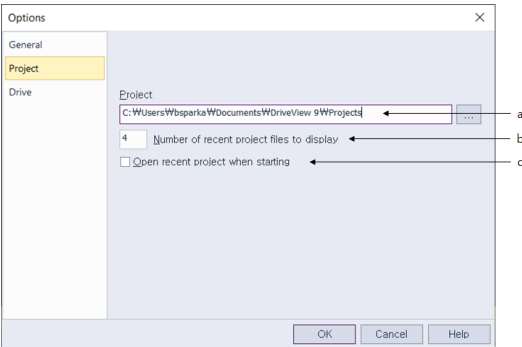 Options
General
Project
Drive
Project
C:₩Users₩bsparka₩Documents₩DriveView 9₩Projects
...
a
4 Number of recent project files to display
b
Open recent project when starting
c
OK Cancel Help